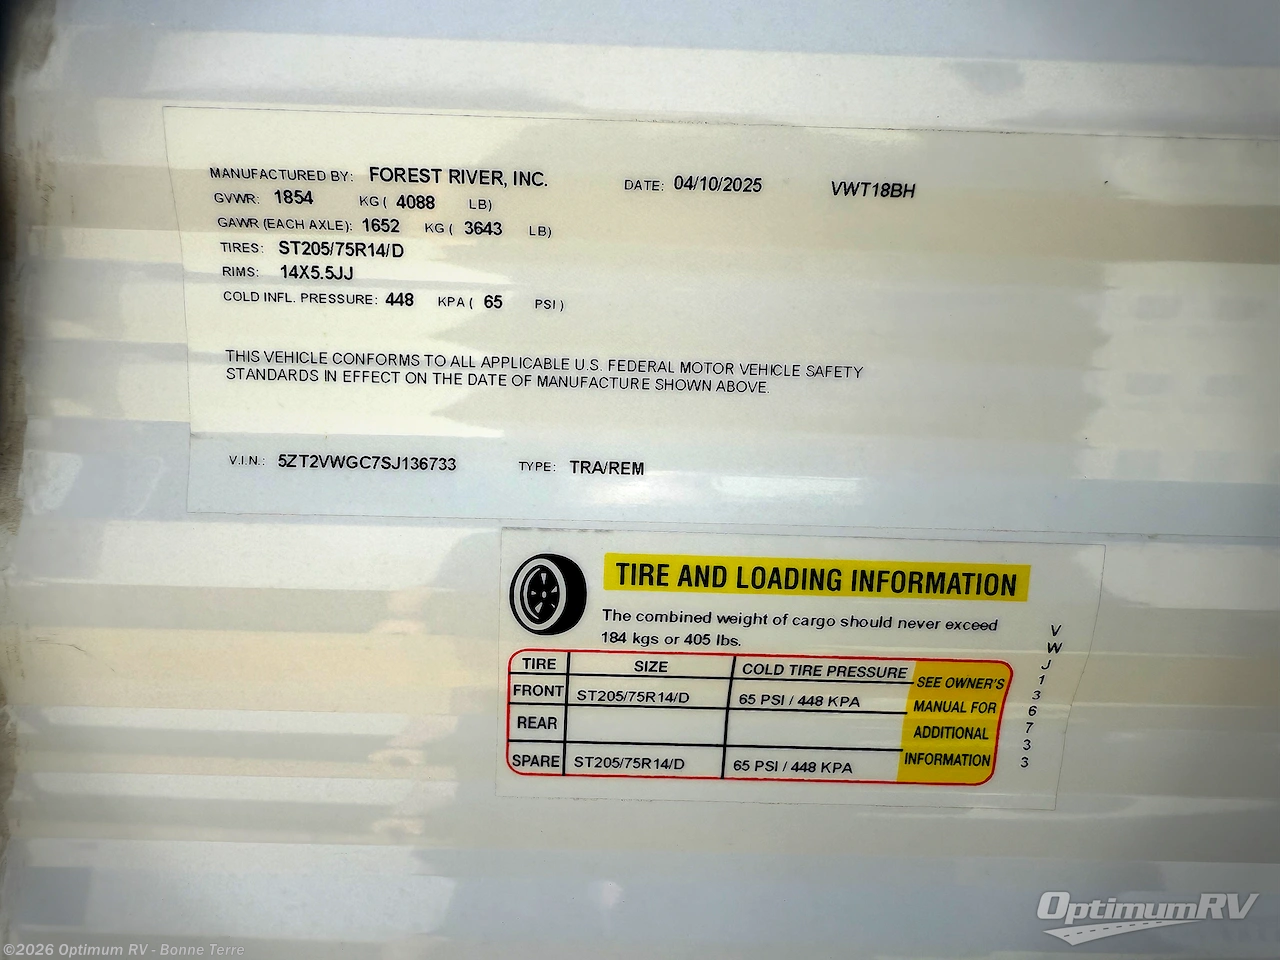 MANUFACTURED BY: FOREST RIVER, INC. DATE: 04/10/2025 VWT18BH
GVWR: 1854 KG ( 4088 LB)
GAWR (EACH AXLE): 1652 KG ( 3643 LB)
TIRES: ST205/75R14/D
RIMS: 14X5.5JJ
COLD INFL. PRESSURE: 448 KPA ( 65 PSI )
THIS VEHICLE CONFORMS TO ALL APPLICABLE U.S. FEDERAL MOTOR VEHICLE SAFETY
STANDARDS IN EFFECT ON THE DATE OF MANUFACTURE SHOWN ABOVE.
V.I.N.: 5ZT2VWGC7SJ136733 TYPE: TRA/REM
TIRE AND LOADING INFORMATION
The combined weight of cargo should never exceed
184 kgs or 405 lbs.
TIRE SIZE COLD TIRE PRESSURE
FRONT ST205/75R14/D 65 PSI / 448 KPA
REAR
SPARE ST205/75R14/D 65 PSI / 448 KPA
SEE OWNER'S
MANUAL FOR
ADDITIONAL
INFORMATION
VWJ136733
OptimumRV
©2026 Optimum RV - Bonne Terre